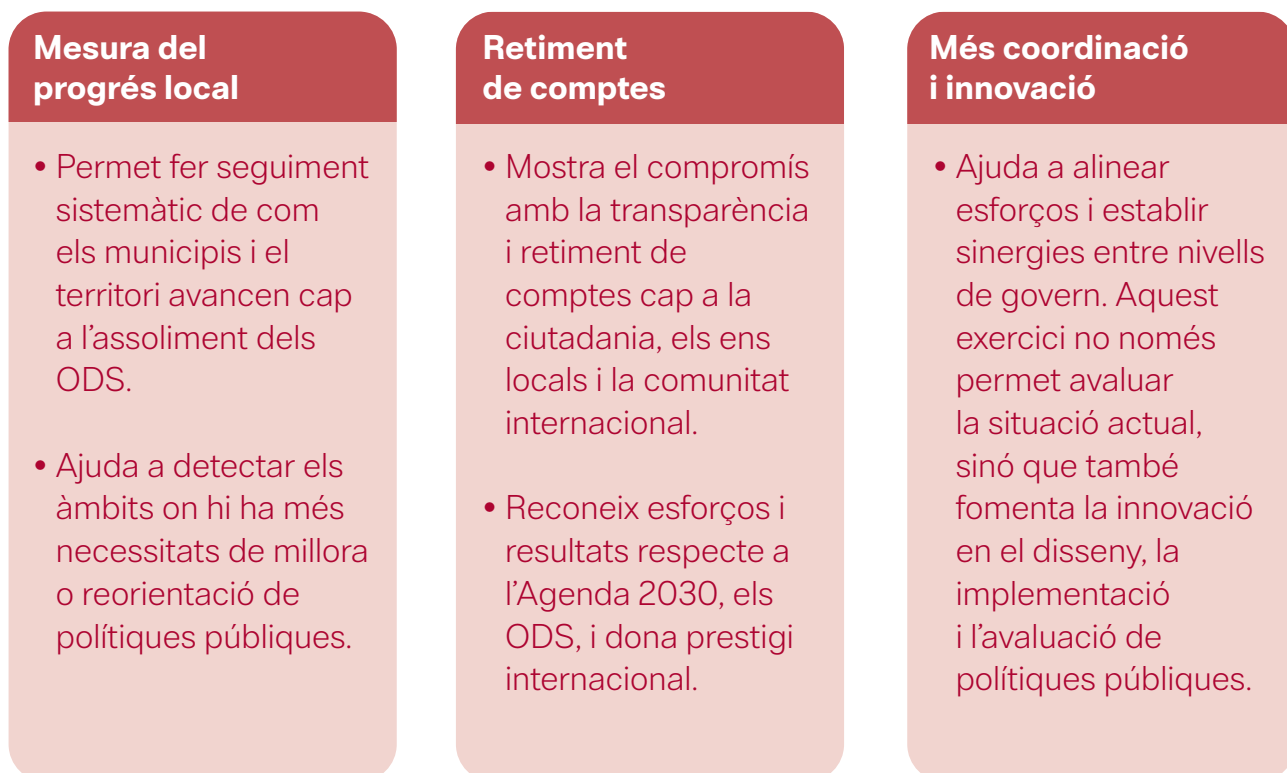 Mesura del
progrés local
• Permet fer seguiment
sistemàtic de com
els municipis i el
territori avancen cap
a l’assoliment dels
ODS.
• Ajuda a detectar els
àmbits on hi ha més
necessitats de millora
o reorientació de
polítiques públiques.
Retiment
de comptes
• Mostra el compromís
amb la transparència
i retiment de
comptes cap a la
ciutadania, els ens
locals i la comunitat
internacional.
• Reconeix esforços i
resultats respecte a
l’Agenda 2030, els
ODS, i dona prestigi
internacional.
Més coordinació
i innovació
• Ajuda a alinear
esforços i establir
sinergies entre nivells
de govern. Aquest
exercici no només
permet avaluar
la situació actual,
sinó que també
fomenta la innovació
en el disseny, la
implementació
i l’avaluació de
polítiques públiques.